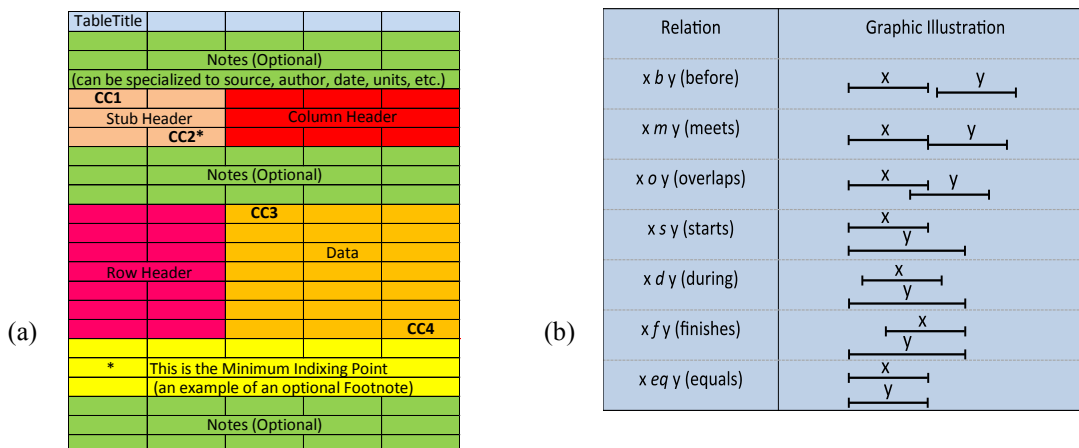 TableTitle
Notes (Optional)
(can be specialized to source, author, date, units, etc.)
CC1
Stub Header Column Header
CC2*
Notes (Optional)
CC3
Data
Row Header
CC4
* This is the Minimum Indixing Point
(an example of an optional Footnote)
Notes (Optional)
(a)
Relation Graphic Illustration
x b y (before) x y
x m y (meets) x y
x o y (overlaps) x y
x s y (starts) x
y
x d y (during) x
y
x f y (finishes) x
y
x eq y (equals) x
y
(b)